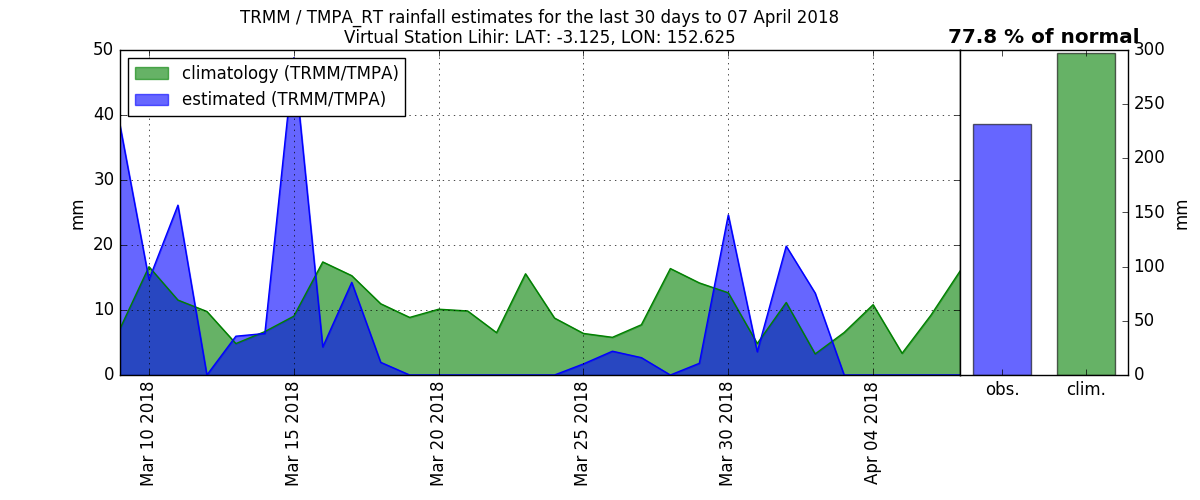 TRMM / TMPA_RT rainfall estimates for the last 30 days to 07 April 2018
Virtual Station Lihir: LAT: -3.125, LON: 152.625
77.8 % of normal
climatology (TRMM/TMPA)
estimated (TRMM/TMPA)
50
40
30
20
10
0
mm
Mar 10 2018
Mar 15 2018
Mar 20 2018
Mar 25 2018
Mar 30 2018
Apr 04 2018
300
250
200
150
100
50
0
mm
obs.
clim.